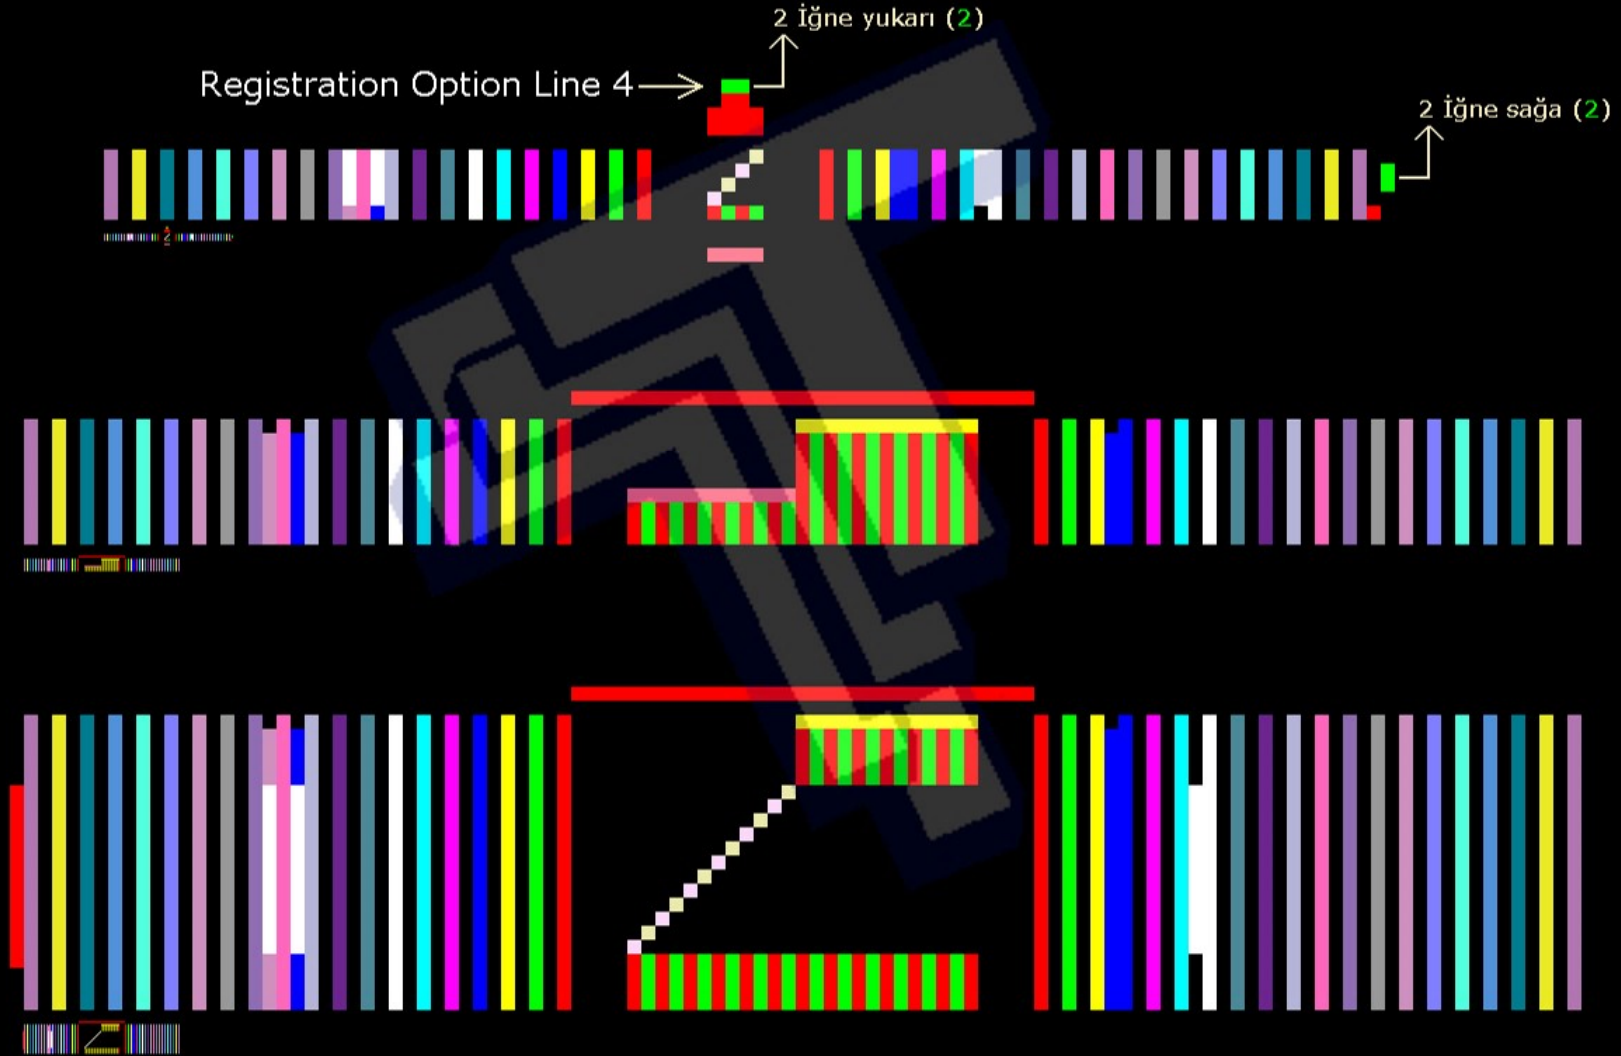 2 İğne yukarı (2)
Registration Option Line 4
2 İğne sağa (2)